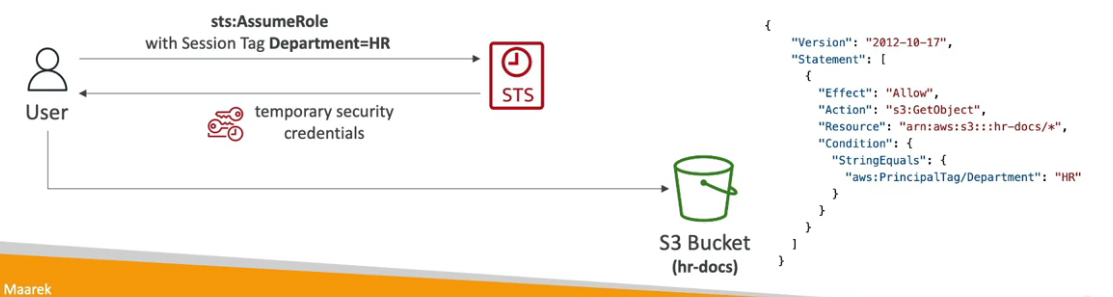 sts:AssumeRole
with Session Tag Department=HR
User
STS
temporary security
credentials
S3 Bucket
(hr-docs)
{
"Version": "2012-10-17",
"Statement": [
{
"Effect": "Allow",
"Action": "s3:GetObject",
"Resource": "arn:aws:s3:::hr-docs/*",
"Condition": {
"StringEquals": {
"aws:PrincipalTag/Department": "HR"
}
}
}
]
}
Maarek